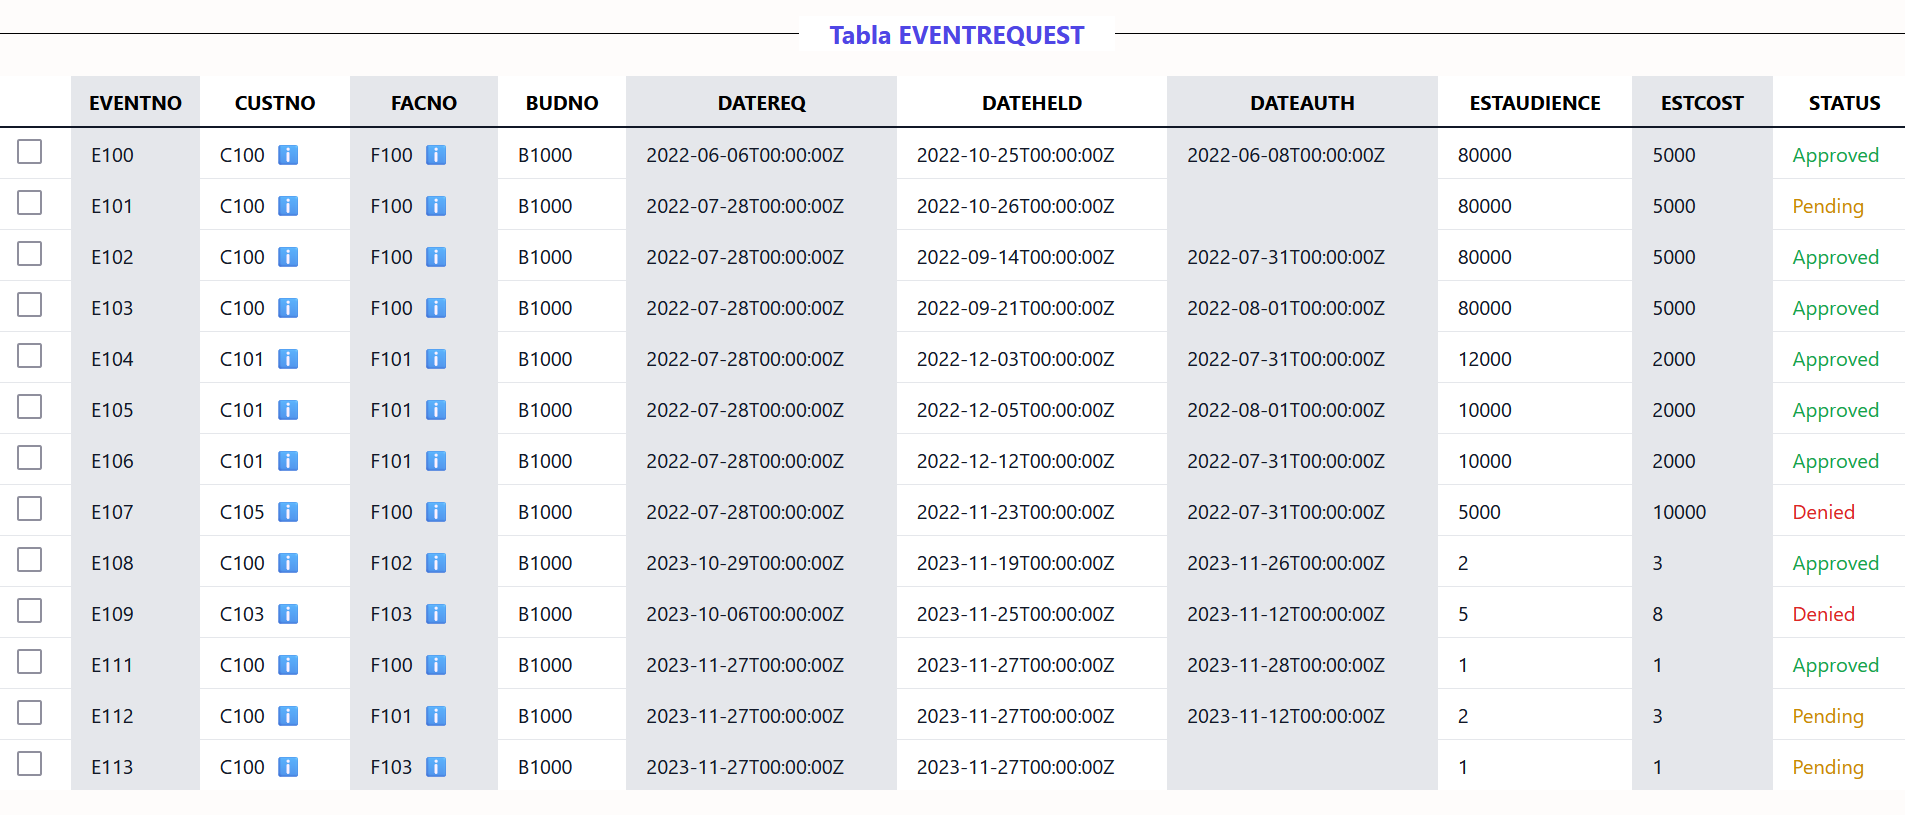 Tabla EVENTREQUEST
EVENTNO CUSTNO FACNO BUDNO DATEREQ DATEHELD DATEAUTH ESTAUDIENCE ESTCOST STATUS
E100 C100 ℹ️ F100 ℹ️ B1000 2022-06-06T00:00:00Z 2022-10-25T00:00:00Z 2022-06-08T00:00:00Z 80000 5000 Approved
E101 C100 ℹ️ F100 ℹ️ B1000 2022-07-28T00:00:00Z 2022-10-26T00:00:00Z 80000 5000 Pending
E102 C100 ℹ️ F100 ℹ️ B1000 2022-07-28T00:00:00Z 2022-09-14T00:00:00Z 2022-07-31T00:00:00Z 80000 5000 Approved
E103 C100 ℹ️ F100 ℹ️ B1000 2022-07-28T00:00:00Z 2022-09-21T00:00:00Z 2022-08-01T00:00:00Z 80000 5000 Approved
E104 C101 ℹ️ F101 ℹ️ B1000 2022-07-28T00:00:00Z 2022-12-03T00:00:00Z 2022-07-31T00:00:00Z 12000 2000 Approved
E105 C101 ℹ️ F101 ℹ️ B1000 2022-07-28T00:00:00Z 2022-12-05T00:00:00Z 2022-08-01T00:00:00Z 10000 2000 Approved
E106 C101 ℹ️ F101 ℹ️ B1000 2022-07-28T00:00:00Z 2022-12-12T00:00:00Z 2022-07-31T00:00:00Z 10000 2000 Approved
E107 C105 ℹ️ F100 ℹ️ B1000 2022-07-28T00:00:00Z 2022-11-23T00:00:00Z 2022-07-31T00:00:00Z 5000 10000 Denied
E108 C100 ℹ️ F102 ℹ️ B1000 2023-10-29T00:00:00Z 2023-11-19T00:00:00Z 2023-11-26T00:00:00Z 2 3 Approved
E109 C103 ℹ️ F103 ℹ️ B1000 2023-10-06T00:00:00Z 2023-11-25T00:00:00Z 2023-11-12T00:00:00Z 5 8 Denied
E111 C100 ℹ️ F100 ℹ️ B1000 2023-11-27T00:00:00Z 2023-11-27T00:00:00Z 2023-11-28T00:00:00Z 1 1 Approved
E112 C100 ℹ️ F101 ℹ️ B1000 2023-11-27T00:00:00Z 2023-11-27T00:00:00Z 2023-11-12T00:00:00Z 2 3 Pending
E113 C100 ℹ️ F103 ℹ️ B1000 2023-11-27T00:00:00Z 2023-11-27T00:00:00Z 1 1 Pending